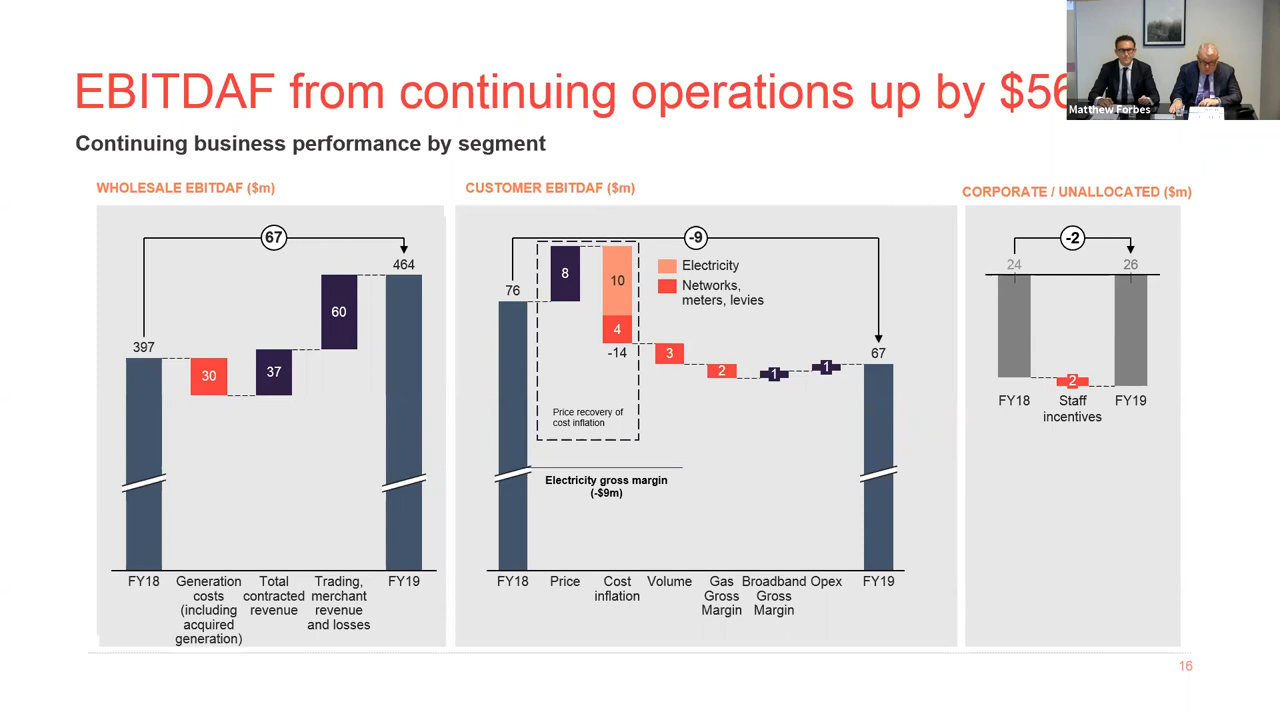 EBITDAF from continuing operations up by $56
Matthew Forbes
Continuing business performance by segment
WHOLESALE EBITDAF ($m)
67
397
30
37
60
464
FY18
Generation
costs
(including
acquired
generation)
Total
contracted
revenue
Trading,
merchant
revenue
and losses
FY19
CUSTOMER EBITDAF ($m)
-9
76
8
10
4
-14
Electricity
Networks,
meters, levies
3
2
1
1
67
Price recovery of
cost inflation
Electricity gross margin
(-$9m)
FY18
Price
Cost
inflation
Volume
Gas
Gross
Margin
Broadband
Gross
Margin
Opex
FY19
CORPORATE / UNALLOCATED ($m)
-2
24
26
2
FY18
Staff
incentives
FY19
16